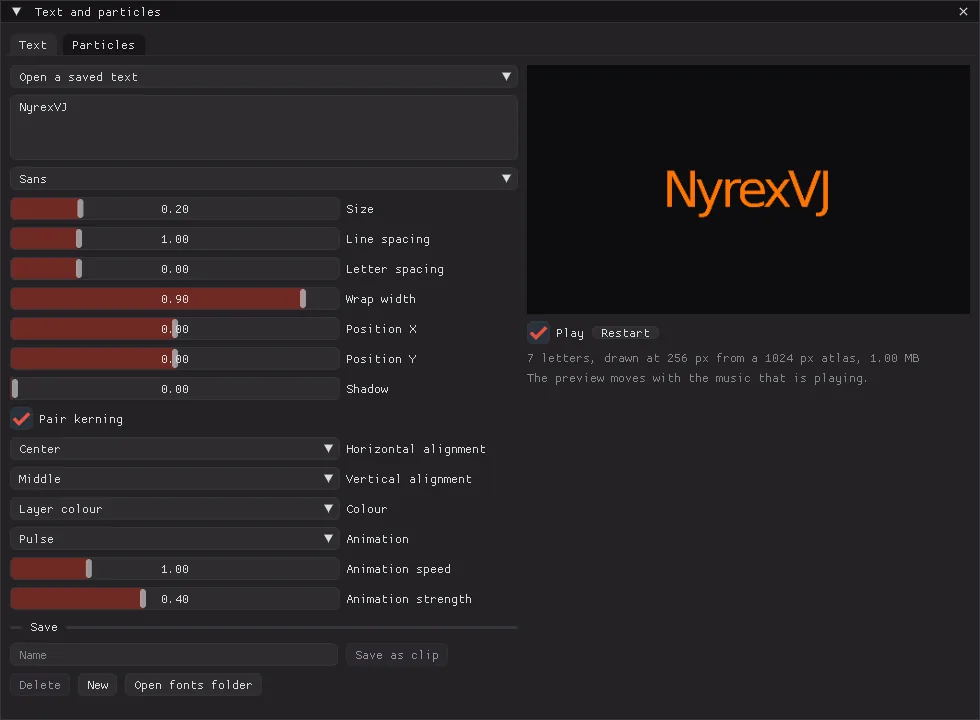 Text and particles
Text Particles
Open a saved text
NyrexVJ
Sans
0.20 Size
1.00 Line spacing
0.00 Letter spacing
0.90 Wrap width
0.00 Position X
0.00 Position Y
0.00 Shadow
Pair kerning
Center Horizontal alignment
Middle Vertical alignment
Layer colour Colour
Pulse Animation
1.00 Animation speed
0.40 Animation strength
Save
Name Save as clip
Delete New Open fonts folder
NyrexVJ
Play Restart
7 letters, drawn at 256 px from a 1024 px atlas, 1.00 MB
The preview moves with the music that is playing.